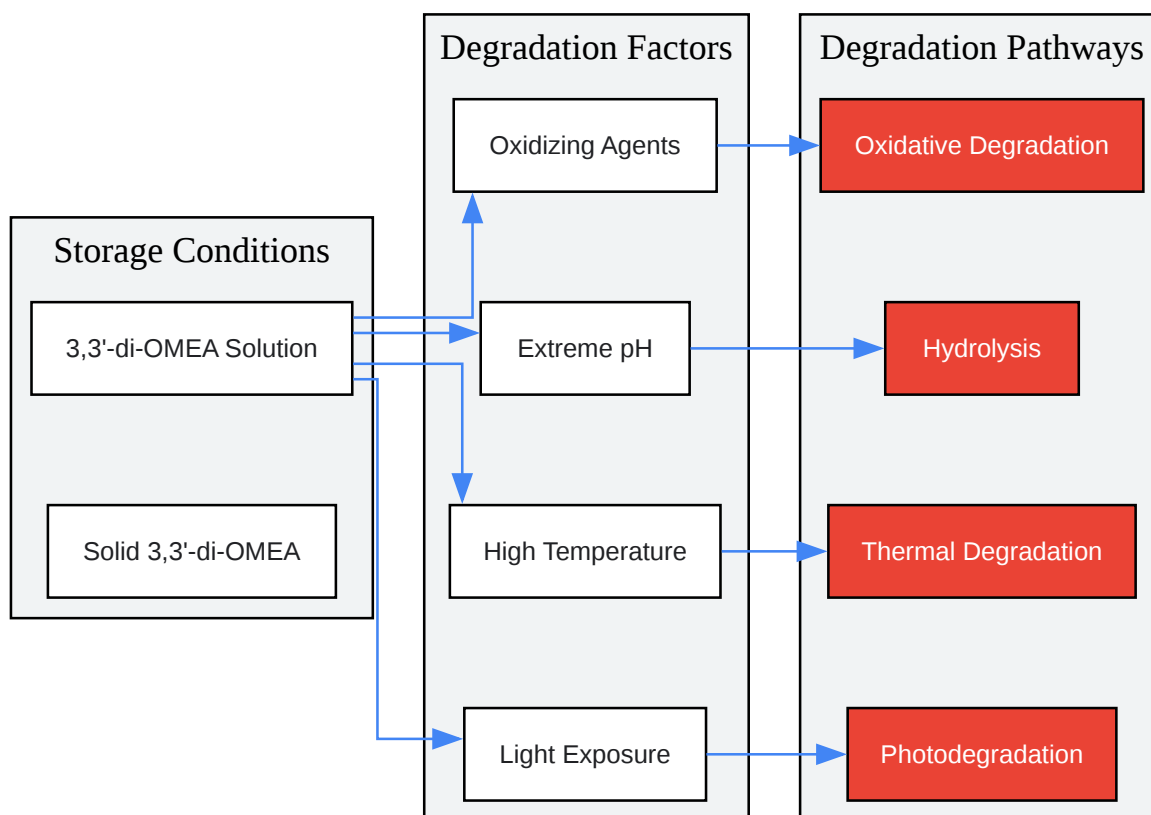 Storage Conditions
3,3'-di-OMEA Solution
Solid 3,3'-di-OMEA
Degradation Factors
Oxidizing Agents
Extreme pH
High Temperature
Light Exposure
Degradation Pathways
Oxidative Degradation
Hydrolysis
Thermal Degradation
Photodegradation